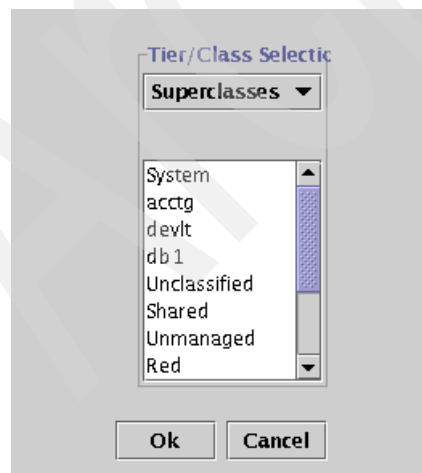 Tier/Class Selectic
Superclasses
System
acctg
devlt
db1
Unclassified
Shared
Unmanaged
Red
Ok Cancel